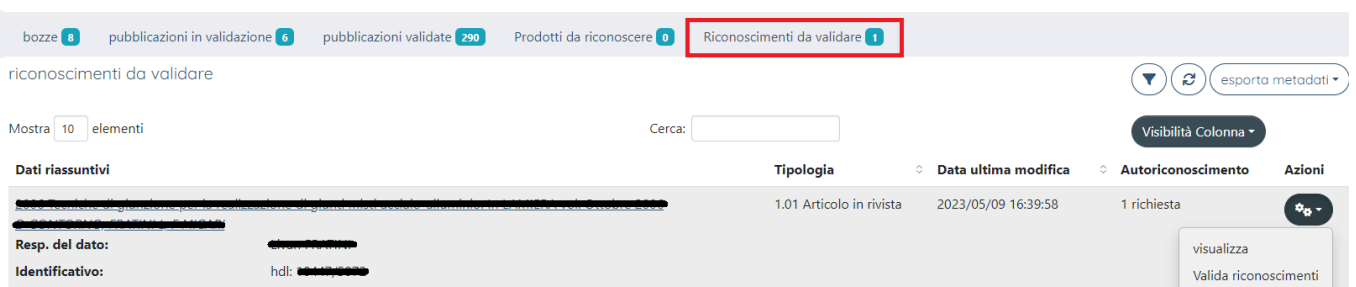 bozze 8 pubblicazioni in validazione 6 pubblicazioni validate 290 Prodotti da riconoscere 0 Riconoscimenti da validare 1
riconoscimenti da validare esporta metadati
Mostra 10 elementi Cerca: Visibilità Colonna
Dati riassuntivi Tipologia Data ultima modifica Autoriconoscimento Azioni
1.01 Articolo in rivista 2023/05/09 16:39:58 1 richiesta
Resp. del dato:
visualizza
Identificativo: hdl:
Valida riconoscimenti